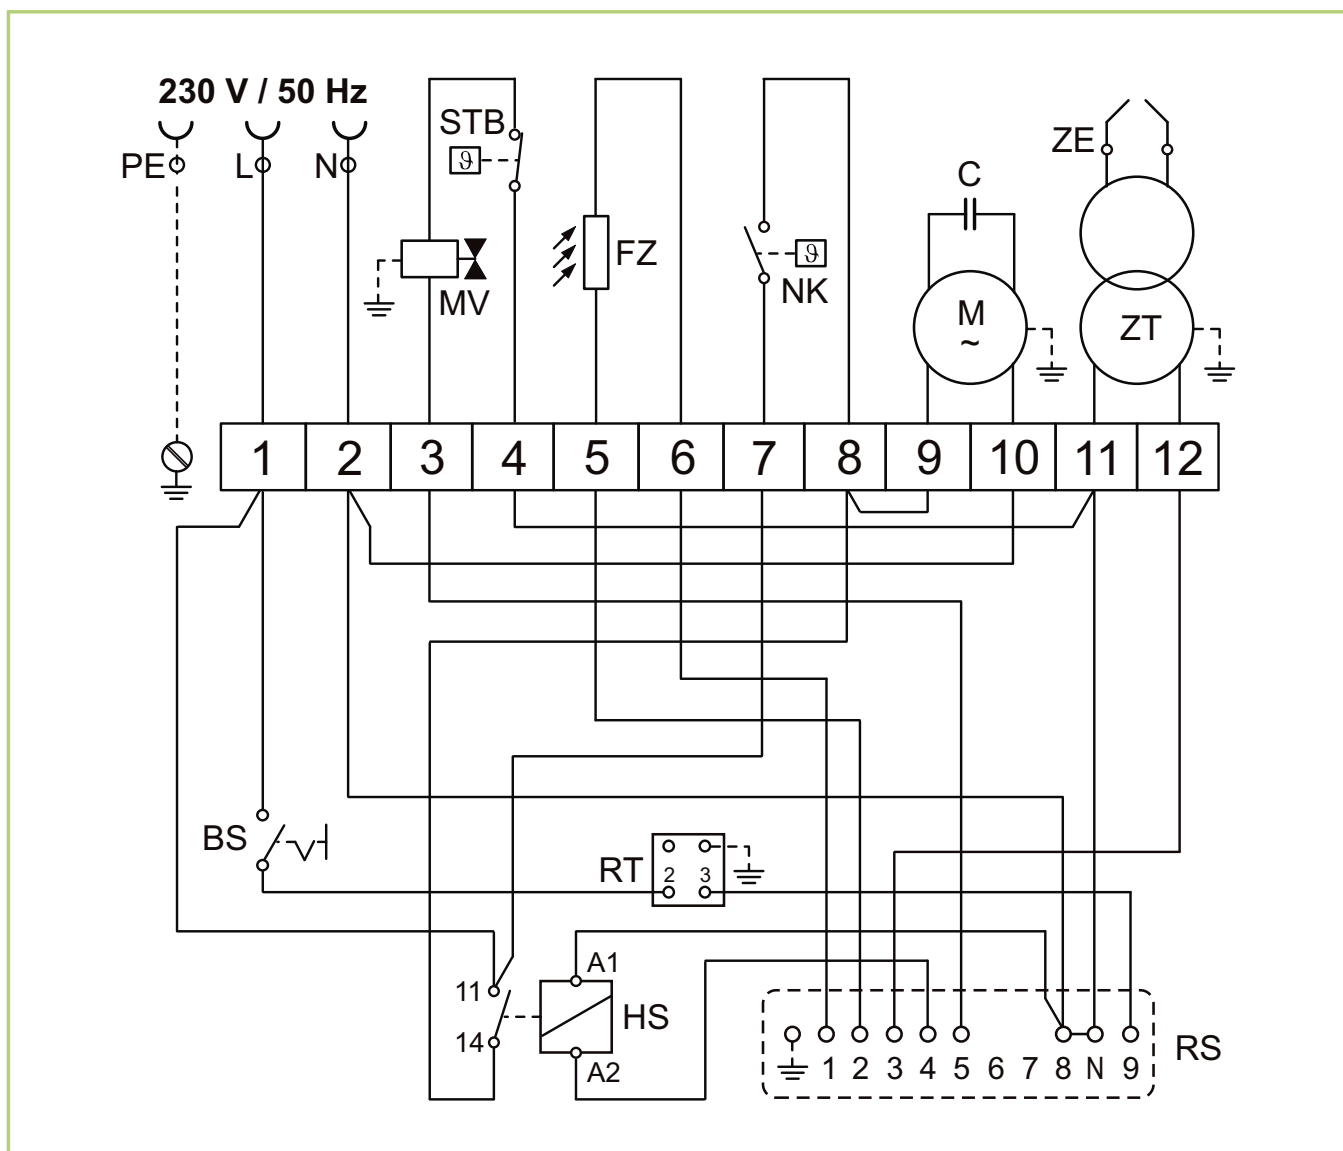 230 V / 50 Hz
PE L N
STB
ϑ
MV
FZ
ϑ
NK
C
M
~
ZE
ZT
1 2 3 4 5 6 7 8 9 10 11 12
BS
RT
2 3
A1
11
14
HS
A2
1 2 3 4 5 6 7 8 N 9
RS